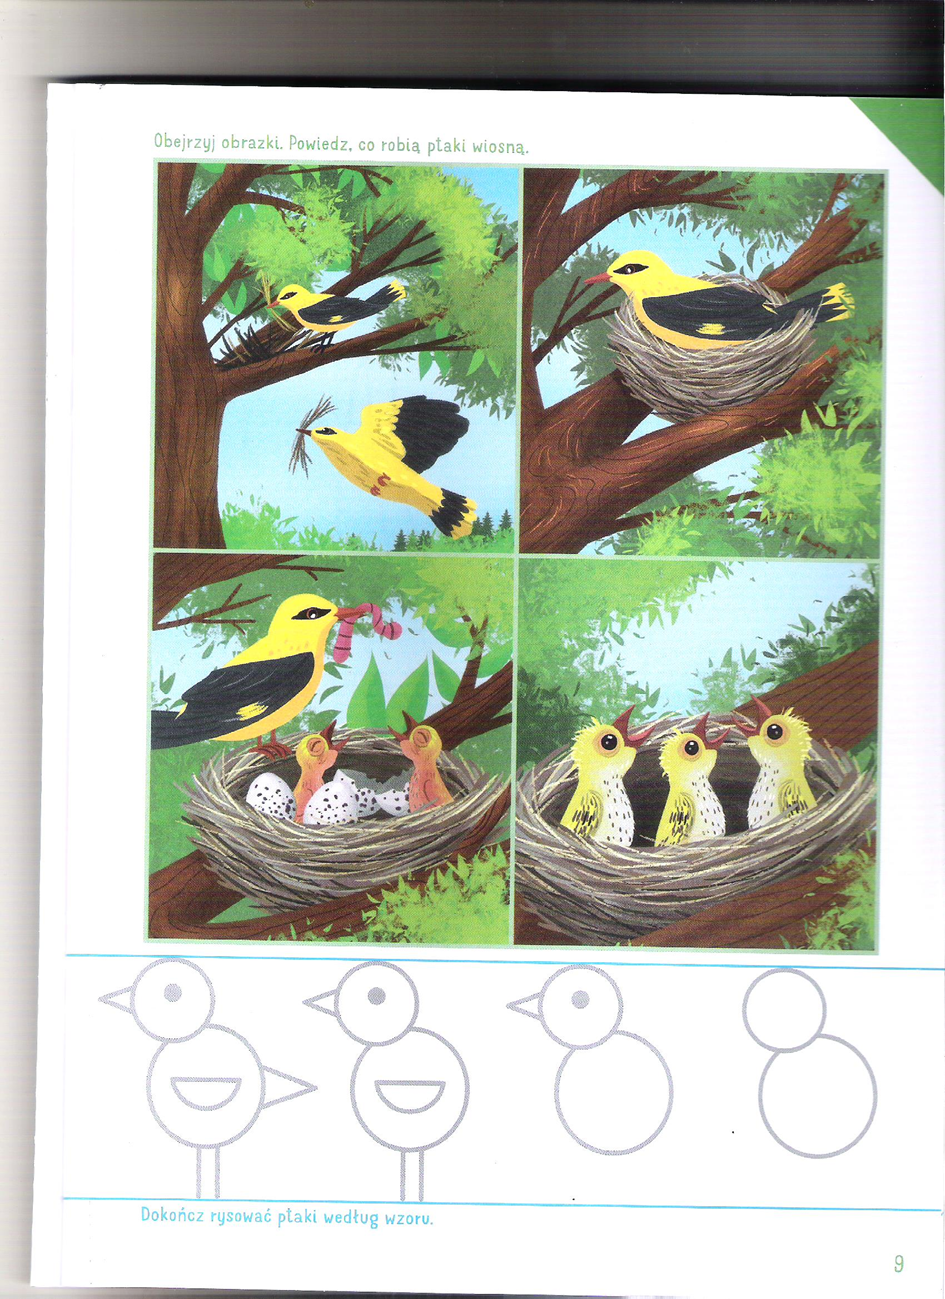 Obejrzyj obrazki. Powiedz, co robią ptaki wiosną.
Dokończ rysować ptaki według wzoru.
9